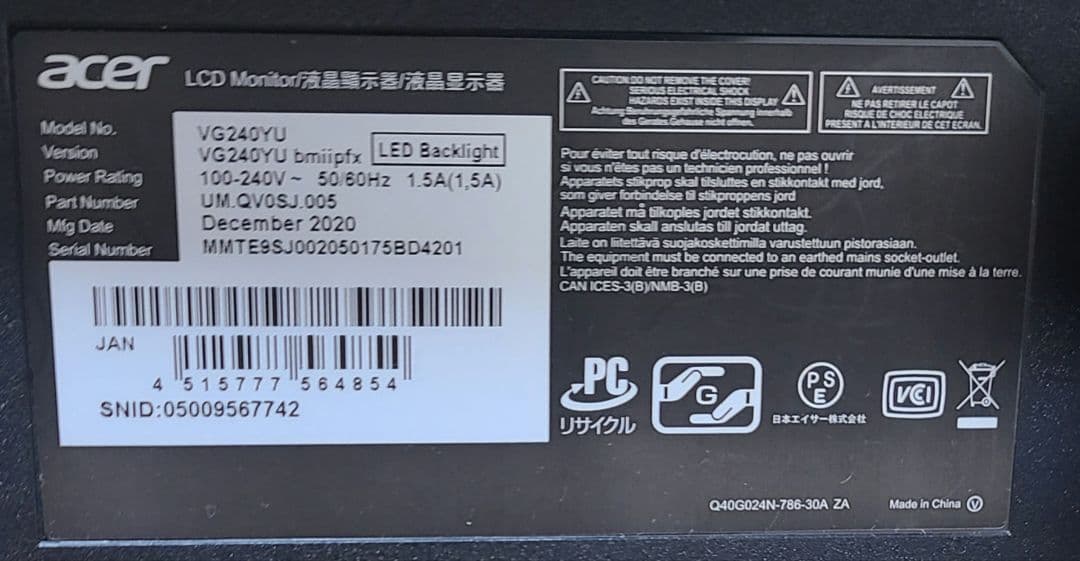 acer LCD Monitor/液晶顯示器/液晶显示器
Model No. VG240YU
Version VG240YU bmiipfx LED Backlight
Power Rating 100-240V ~ 50/60Hz 1.5A(1,5A)
Part Number UM.QV0SJ.005
Mfg Date December 2020
Serial Number MMTE9SJ002050175BD4201
JAN
4 515777 564854
SNID:05009567742
CAUTION:DO NOT REMOVE THE COVER!
SERIOUS ELECTRICAL SHOCK
HAZARDS EXIST INSIDE THIS DISPLAY
Achtung: Spannung innerhalb
des Gerätes. Gehäuse nicht offnen.
AVERTISSEMENT
NE PAS RETIRER LE CAPOT
RISQUE DE CHOC ELECTRIQUE
PRESENT A L'INTERIEUR DE CET ECRAN.
Pour éviter tout risque d'électrocution, ne pas ouvrir
si vous n'êtes pas un technicien professionnel !
Apparatets stikprop skal tilsluttes en stikkontakt med jord,
som giver forbindelse til stikproppens jord
Apparatet må tilkoples jordet stikkontakt.
Apparaten skall anslutas till jordat uttag.
Laite on liitettävä suojakoskettimilla varustettuun pistorasiaan.
The equipment must be connected to an earthed mains socket-outlet.
L'appareil doit être branché sur une prise de courant munie d'une mise à la terre.
CAN ICES-3(B)/NMB-3(B)
PC
リサイクル
G
PSE
日本エイサー株式会社
VCCI
Q40G024N-786-30A ZA
Made in China V